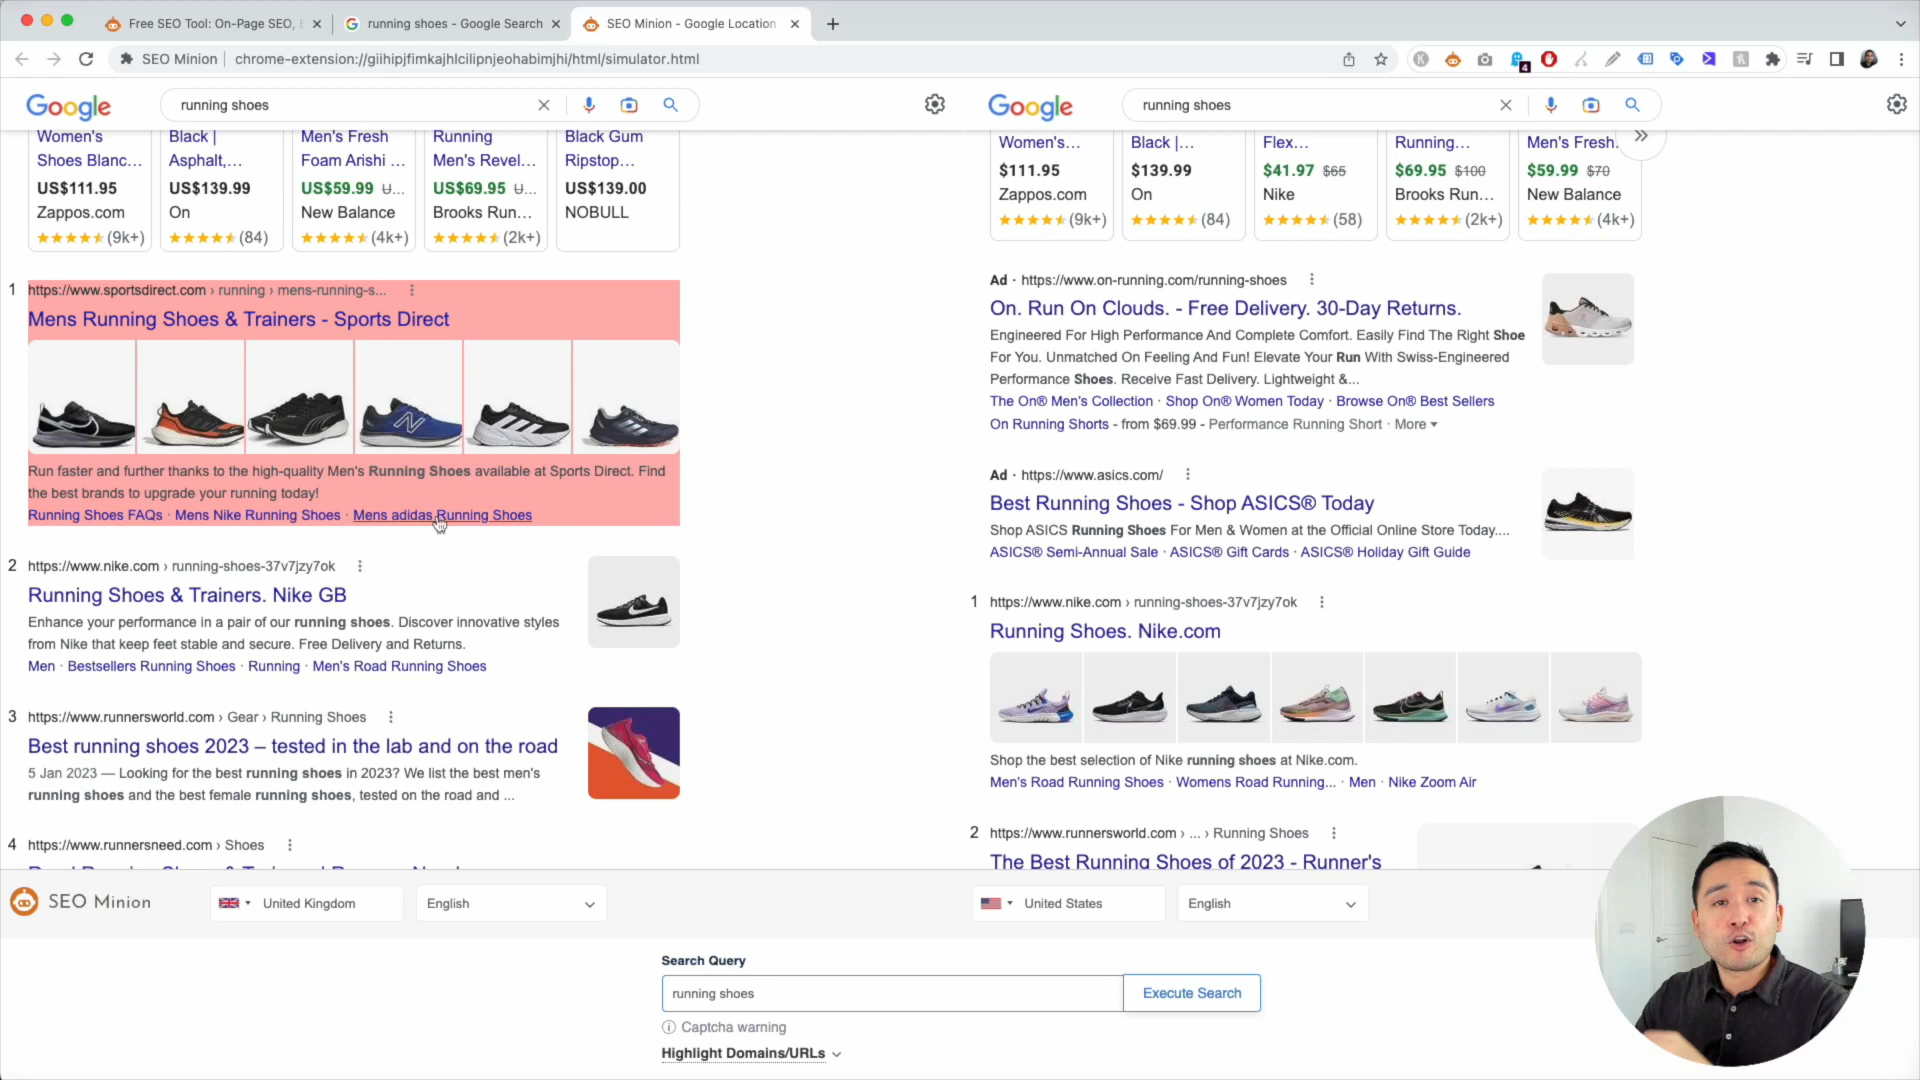 Free SEO Tool: On-Page SEO, E
running shoes - Google Search
SEO Minion - Google Location
SEO Minion
chrome-extension://giihipjfimkajhlcilipnjeohabimjhi/html/simulator.html
4
Google
running shoes
Women's
Shoes Blanc...
US$111.95
Zappos.com
(9k+)
Black |
Asphalt,...
US$139.99
On
(84)
Men's Fresh
Foam Arishi ...
US$59.99 U...
New Balance
(4k+)
Running
Men's Revel...
US$69.95 U...
Brooks Run...
(2k+)
Black Gum
Ripstop...
US$139.00
NOBULL
1
https://www.sportsdirect.com › running › mens-running-s...
Mens Running Shoes & Trainers - Sports Direct
Run faster and further thanks to the high-quality Men's Running Shoes available at Sports Direct. Find
the best brands to upgrade your running today!
Running Shoes FAQs · Mens Nike Running Shoes · Mens adidas Running Shoes
2
https://www.nike.com › running-shoes-37v7jzy7ok
Running Shoes & Trainers. Nike GB
Enhance your performance in a pair of our running shoes. Discover innovative styles
from Nike that keep feet stable and secure. Free Delivery and Returns.
Men · Bestsellers Running Shoes · Running · Men's Road Running Shoes
3
https://www.runnersworld.com › Gear › Running Shoes
Best running shoes 2023 – tested in the lab and on the road
5 Jan 2023 — Looking for the best running shoes in 2023? We list the best men's
running shoes and the best female running shoes, tested on the road and ...
4
https://www.runnersneed.com › Shoes
Google
running shoes
Women's...
$111.95
Zappos.com
(9k+)
Black |...
$139.99
On
(84)
Flex...
$41.97 $65
Nike
(58)
Running...
$69.95 $100
Brooks Run...
(2k+)
Men's Fresh.
$59.99 $70
New Balance
(4k+)
Ad · https://www.on-running.com/running-shoes
On. Run On Clouds. - Free Delivery. 30-Day Returns.
Engineered For High Performance And Complete Comfort. Easily Find The Right Shoe
For You. Unmatched On Feeling And Fun! Elevate Your Run With Swiss-Engineered
Performance Shoes. Receive Fast Delivery. Lightweight &...
The On® Men's Collection · Shop On® Women Today · Browse On® Best Sellers
On Running Shorts - from $69.99 - Performance Running Short · More
Ad · https://www.asics.com/
Best Running Shoes - Shop ASICS® Today
Shop ASICS Running Shoes For Men & Women at the Official Online Store Today....
ASICS® Semi-Annual Sale · ASICS® Gift Cards · ASICS® Holiday Gift Guide
1
https://www.nike.com › running-shoes-37v7jzy7ok
Running Shoes. Nike.com
Shop the best selection of Nike running shoes at Nike.com.
Men's Road Running Shoes · Womens Road Running... · Men · Nike Zoom Air
2
https://www.runnersworld.com › ... › Running Shoes
The Best Running Shoes of 2023 - Runner's
SEO Minion
United Kingdom
English
United States
English
Search Query
running shoes
Execute Search
Captcha warning
Highlight Domains/URLs